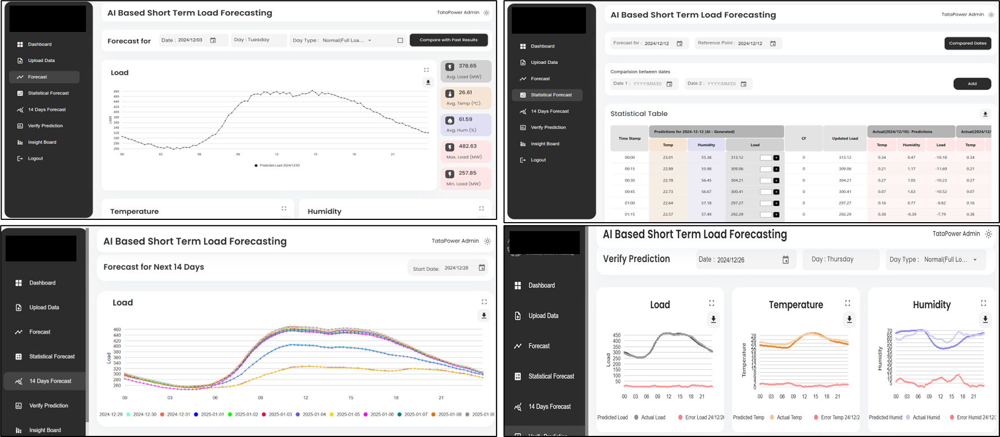 AI Based Short Term Load Forecasting
TataPower Admin
Dashboard
Upload Data
Forecast
Statistical Forecast
14 Days Forecast
Verify Prediction
Insight Board
Logout
Forecast for
Date : 2024/12/03
Day : Tuesday
Day Type : Normal(Full Loa...
Compare with Past Results
Load
480
460
440
420
400
380
360
340
320
300
280
260
Load
00 03 06 09 12 15 18 21
Predicted Load 2024/12/03
378.65
Avg. Load (MW)
26.61
Avg. Temp (ºC)
61.59
Avg. Hum (%)
482.63
Max. Load (MW)
257.85
Min. Load (MW)
Temperature
Humidity
AI Based Short Term Load Forecasting
TataPower Admin
Dashboard
Upload Data
Forecast
Statistical Forecast
14 Days Forecast
Verify Prediction
Insight Board
Logout
Forecast for : 2024/12/12
Reference Point : 2024/12/12
Compared Dates
Comparision between dates
Date 1 : YYYY/MM/DI
Date 2 : YYYY/MM/DI
Add
Statistical Table
Time Stamp Predictions for 2024-12-12 [AI - Generated] CF Updated Load Actual[2024/12/10]- Predictions Actual[2024/12/
Temp Humidity Load Temp Humidity Load Temp
00:00 23.01 55.38 313.12 + 0 313.12 0.34 0.47 -10.18 0.34
00:15 22.89 55.98 309.06 + 0 309.06 0.21 1.17 -11.69 0.21
00:30 22.78 56.45 304.21 + 0 304.21 0.27 1.05 -10.23 0.27
00:45 22.73 56.67 300.41 + 0 300.41 0.07 1.63 -10.52 0.07
01:00 22.64 57.18 297.27 + 0 297.27 0.16 0.77 -9.82 0.16
01:15 22.57 57.49 292.29 + 0 292.29 0.38 -0.39 -7.79 0.38
AI Based Short Term Load Forecasting
TataPower Admin
Dashboard
Upload Data
Forecast
Statistical Forecast
14 Days Forecast
Verify Prediction
Insight Board
Forecast for Next 14 Days
Start Date: 2024/12/28
Load
460
440
420
400
380
360
340
320
300
280
260
Load
00 03 06 09 12 15 18 21
2024-12-29 2024-12-30 2024-12-31 2025-01-01 2025-01-02 2025-01-03 2025-01-04 2025-01-05 2025-01-06 2025-01-07 2025-01-08 2025-01-09
AI Based Short Term Load Forecasting
TataPower Admin
Dashboard
Upload Data
Forecast
Statistical Forecast
14 Days Forecast
Verify Prediction
Date : 2024/12/26
Day : Thursday
Day Type : Normal(Full Lo...
Load
450
400
350
300
250
200
150
100
50
Load
00 03 06 09 12 15 18 21
Predicted Load Actual Load Error Load 24/12/26
Temperature
28
26
24
22
20
18
16
14
12
10
8
6
4
2
0
Temperature
00 03 06 09 12 15 18 21
Predicted Temp Actual Temp Error Temp 24/12/2
Humidity
70
65
60
55
50
45
40
35
30
25
20
15
10
5
Humidity
00 03 06 09 12 15 18 21
Predicted Humid Actual Humid Error Humid 24/12/